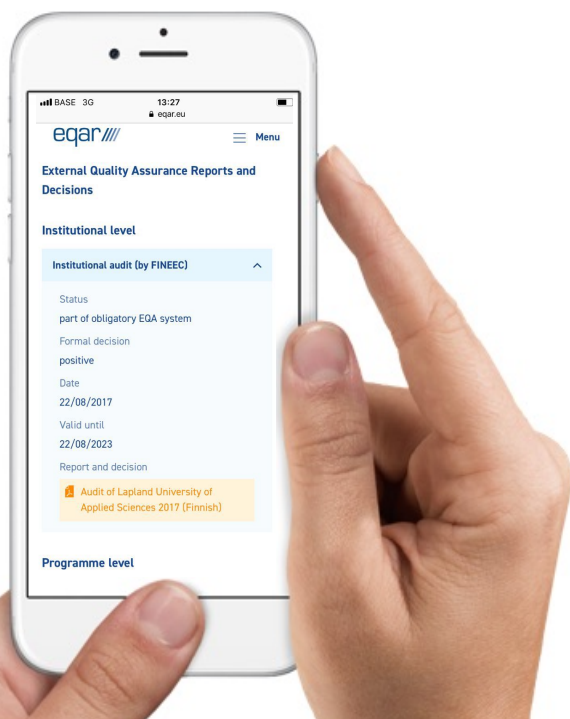 BASE 3G 13:27
eqar.eu
eqar
Menu
External Quality Assurance Reports and
Decisions
Institutional level
Institutional audit (by FINEEC)
Status
part of obligatory EQA system
Formal decision
positive
Date
22/08/2017
Valid until
22/08/2023
Report and decision
Audit of Lapland University of
Applied Sciences 2017 (Finnish)
Programme level